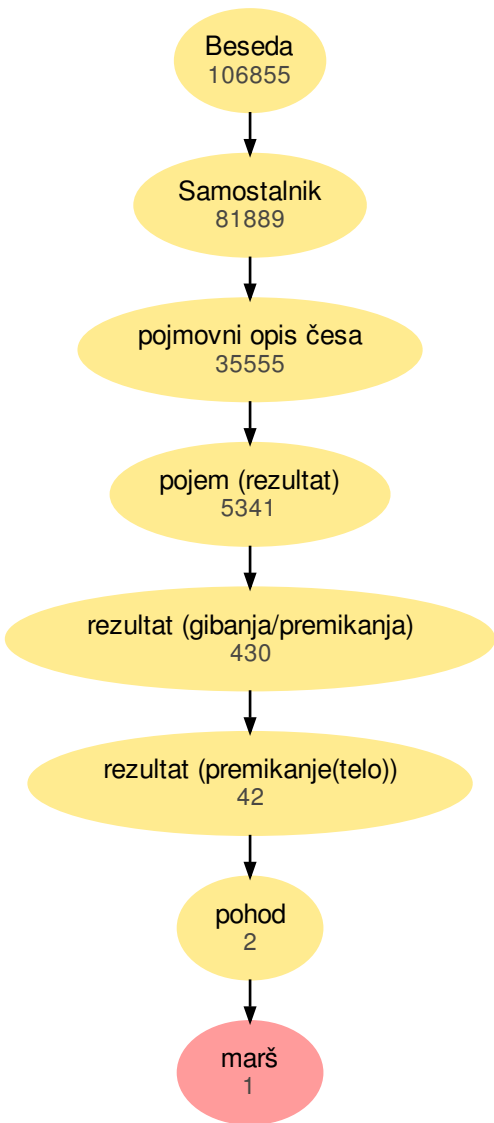 Beseda
106855
Samostalnik
81889
pojmovni opis česa
35555
pojem (rezultat)
5341
rezultat (gibanja/premikanja)
430
rezultat (premikanje(telo))
42
pohod
2
marš
1